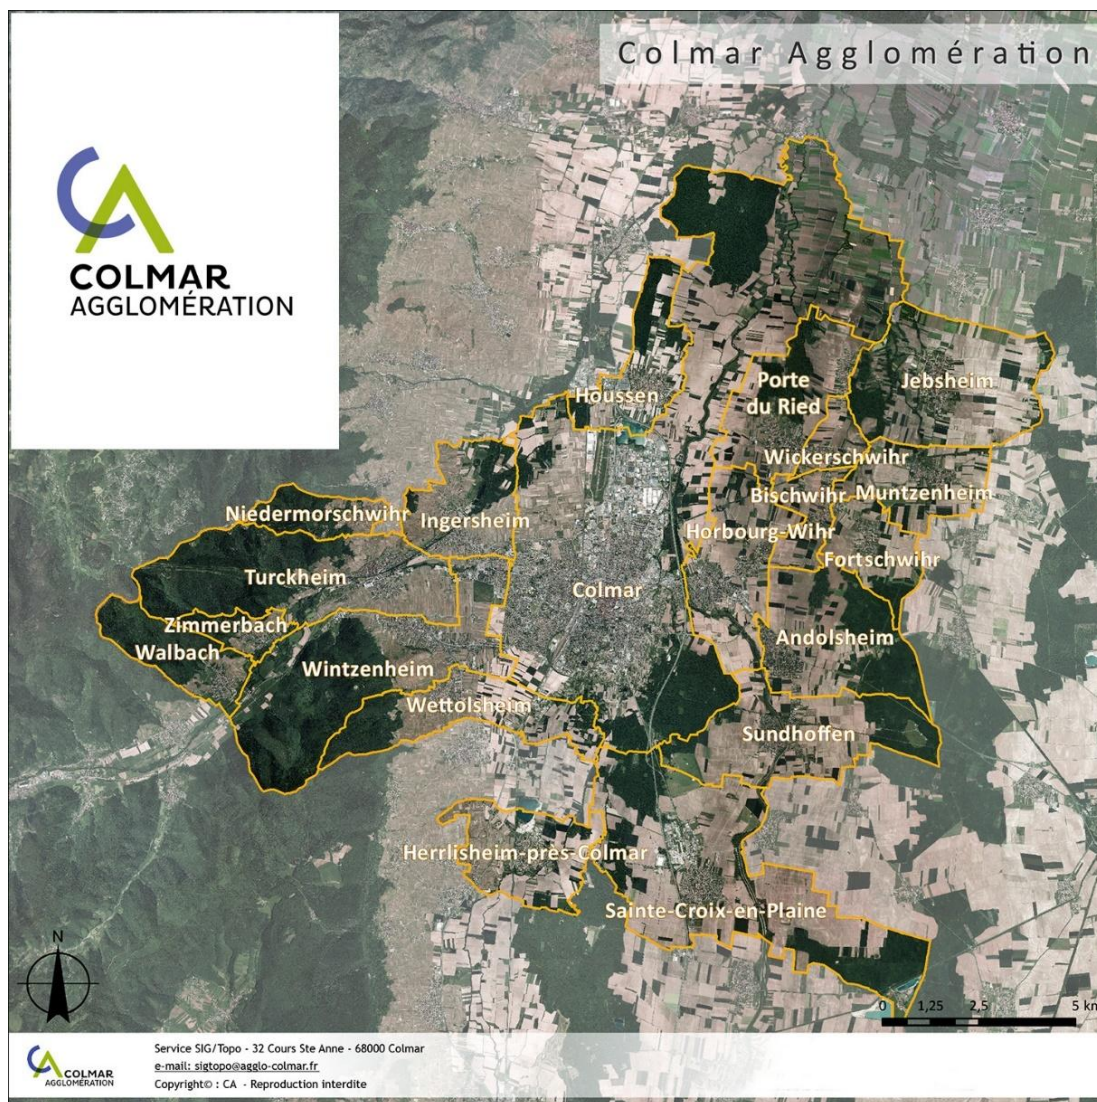 Colmar Agglomération
CA
COLMAR
AGGLOMÉRATION
Houssen
Porte
du Ried
Jebsheim
Wickerschwihr
Bischwihr
Muntzenheim
Niedermorschwihr
Ingersheim
Horbourg-Wihr
Fortschwihr
Turckheim
Colmar
Zimmerbach
Andolsheim
Walbach
Wintzenheim
Wettolsheim
Sundhoffen
Herrlisheim-près-Colmar
Sainte-Croix-en-Plaine
N
0 1,25 2,5 5 km
CA COLMAR
AGGLOMÉRATION
Service SIG/Topo - 32 Cours Ste Anne - 68000 Colmar
e-mail: sigtopo@agglo-colmar.fr
Copyright© : CA - Reproduction interdite